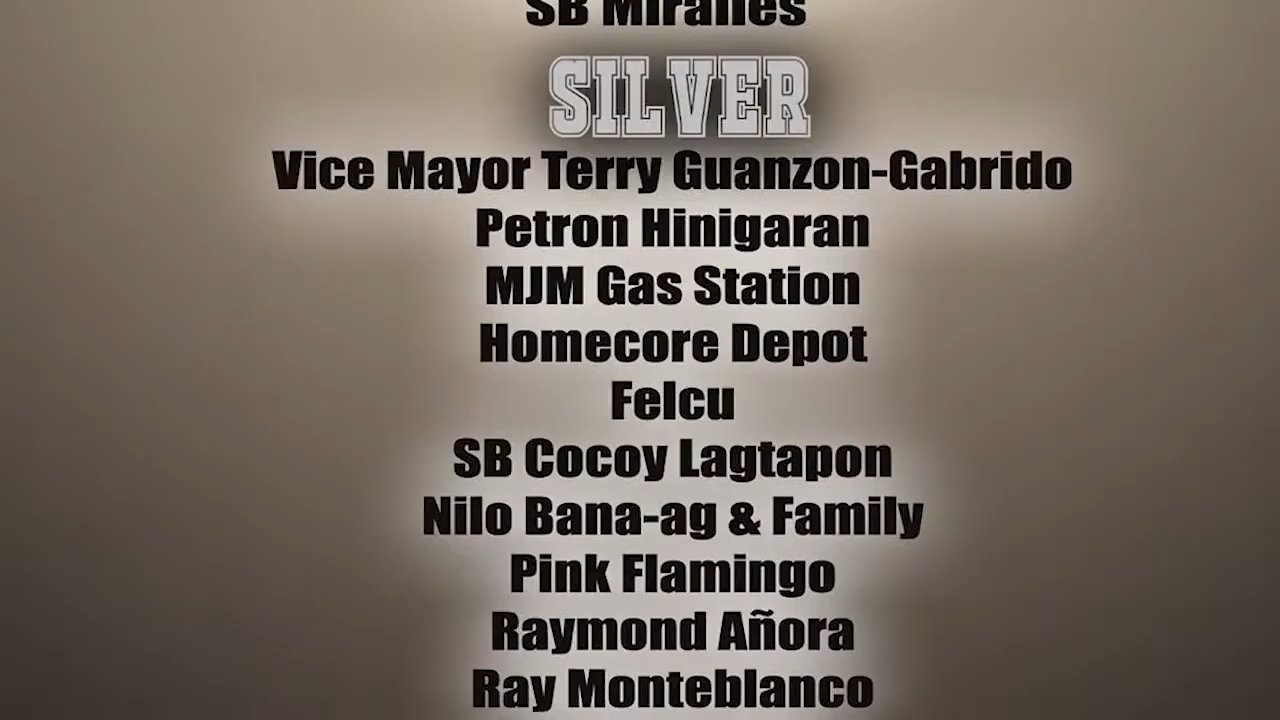 SB Miralles
SILVER
Vice Mayor Terry Guanzon-Gabrido
Petron Hinigaran
MJM Gas Station
Homecore Depot
Felcu
SB Cocoy Lagtapon
Nilo Bana-ag & Family
Pink Flamingo
Raymond Añora
Ray Monteblanco